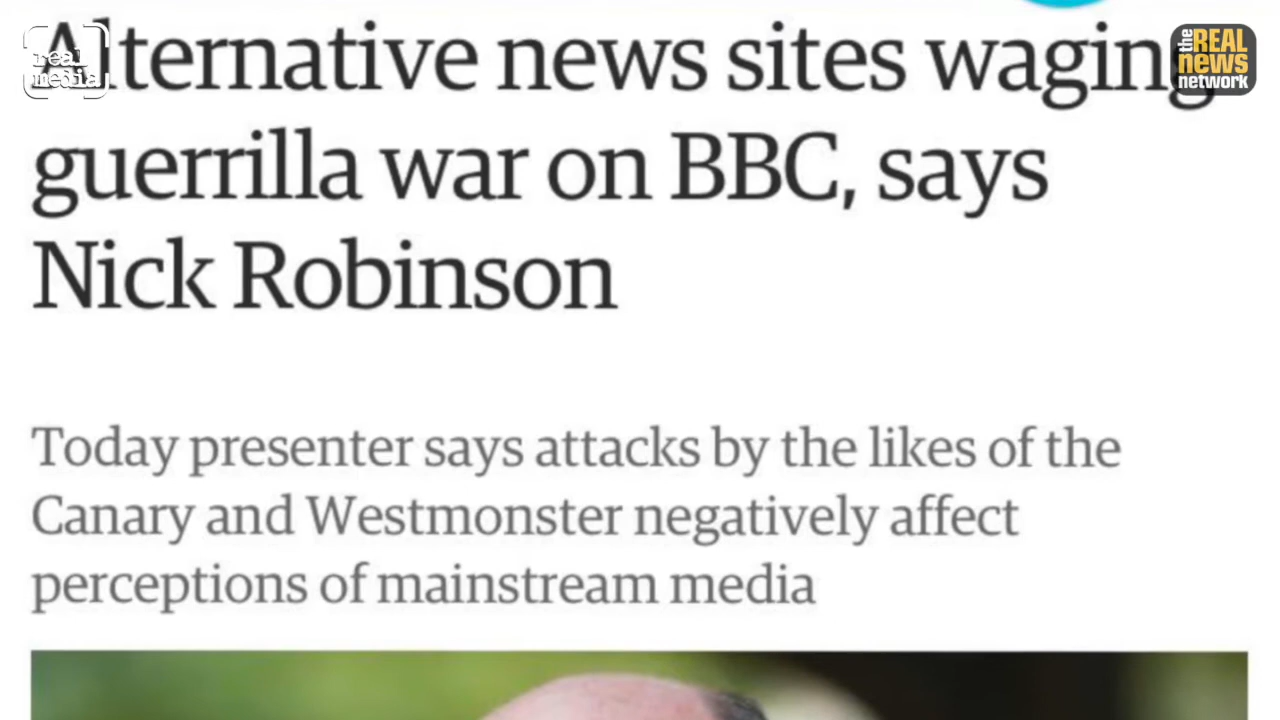 real
media
the
REAL
news
network
Alternative news sites waging
guerrilla war on BBC, says
Nick Robinson
Today presenter says attacks by the likes of the
Canary and Westmonster negatively affect
perceptions of mainstream media